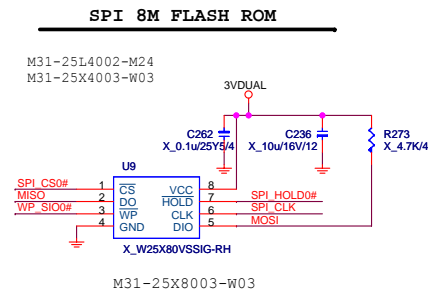 SPI 8M FLASH ROM
M31-25L4002-M24
M31-25X4003-W03
3VDUAL
C262
X_0.1u/25Y5/4
C236
X_10u/16V/12
R273
X_4.7K/4
U9
SPI_CS0# 1 CS VCC 8
MISO 2 DO HOLD 7 SPI_HOLD0#
WP_SIO0# 3 WP CLK 6 SPI_CLK
4 GND DIO 5 MOSI
X_W25X80VSSIG-RH
M31-25X8003-W03